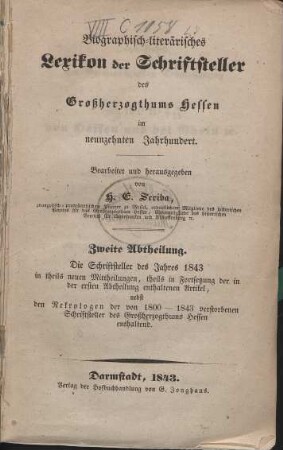 VIII C 1858
Biographisch-literärisches
Lexikon der Schriftsteller
des
Großherzogthums Hessen
im
neunzehnten Jahrhundert.
Bearbeitet und herausgegeben
von
H. E. Scriba,
Zweite Abtheilung.
Die Schriftsteller des Jahres 1843
in theils neuen Mittheilungen, theils in Fortsetzung der in
der ersten Abtheilung enthaltenen Artikel,
nebst
den Nekrologen der von 1800 – 1843 verstorbenen
Schriftsteller des Großherzogthums Hessen
enthaltend.
Darmstadt, 1843.
Verlag der Hofbuchhandlung von G. Jonghaus.